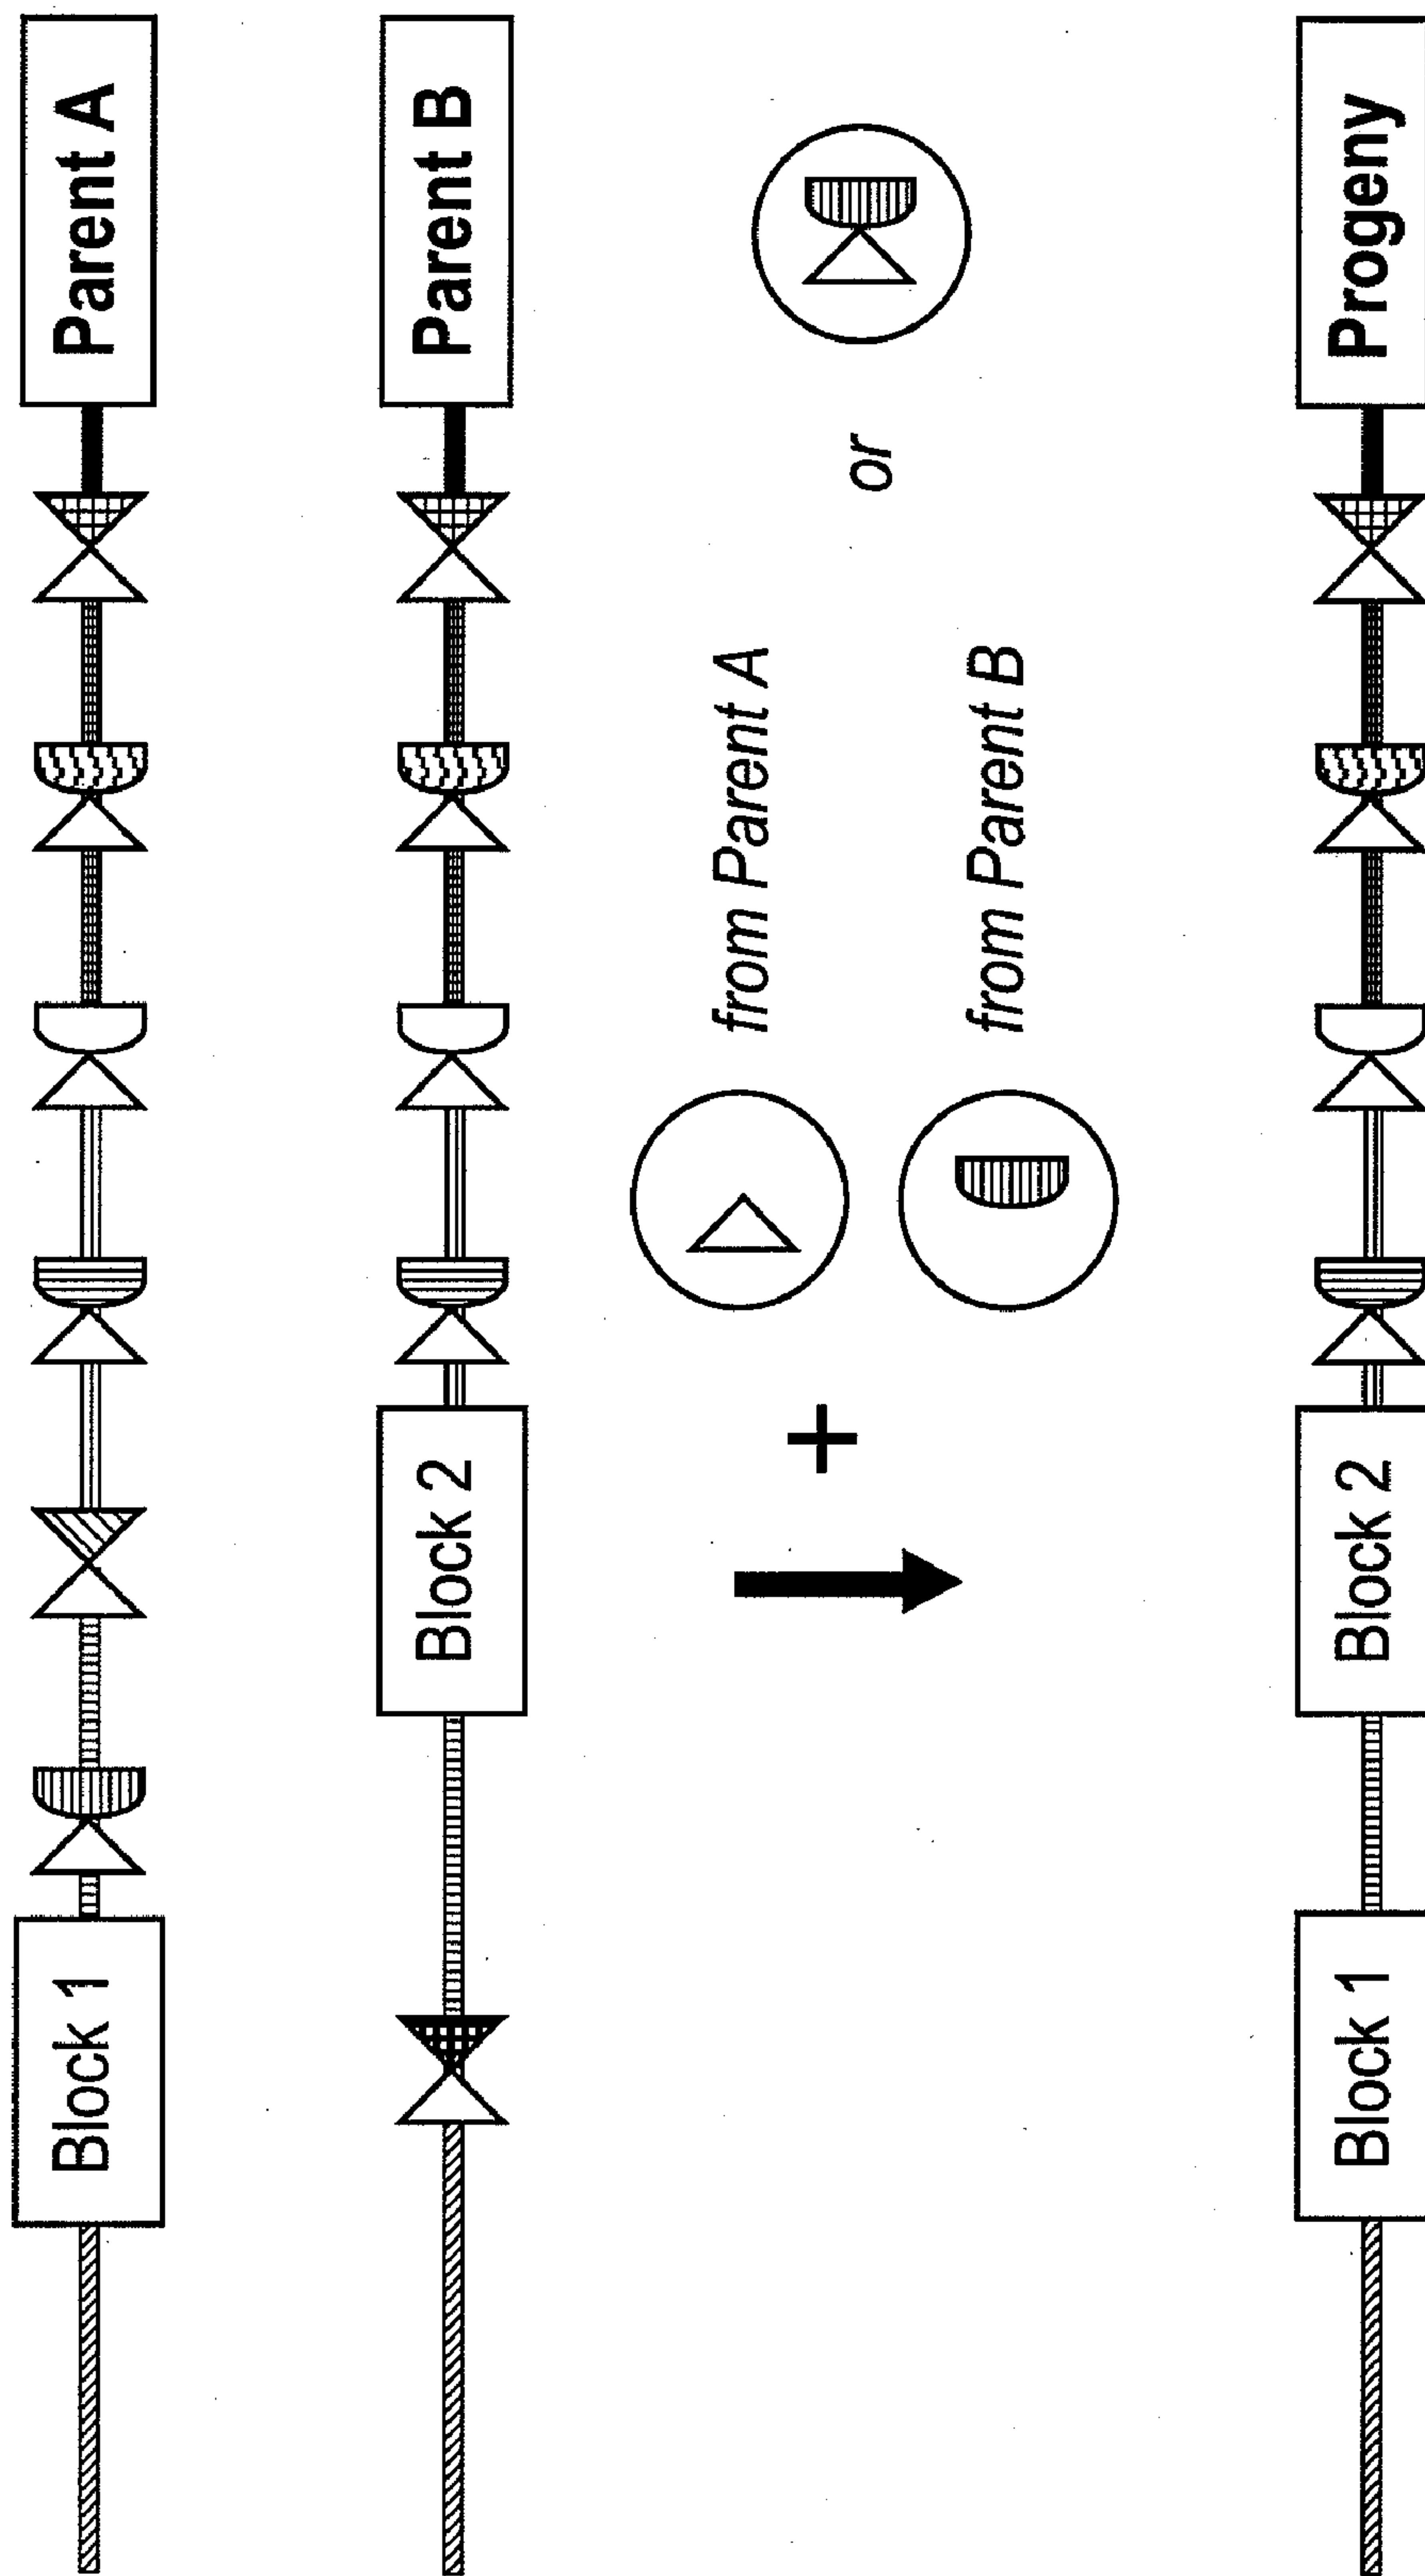 Block 1
Parent A
Block 2
Parent B
+
from Parent A
or
from Parent B
Block 1
Block 2
Progeny